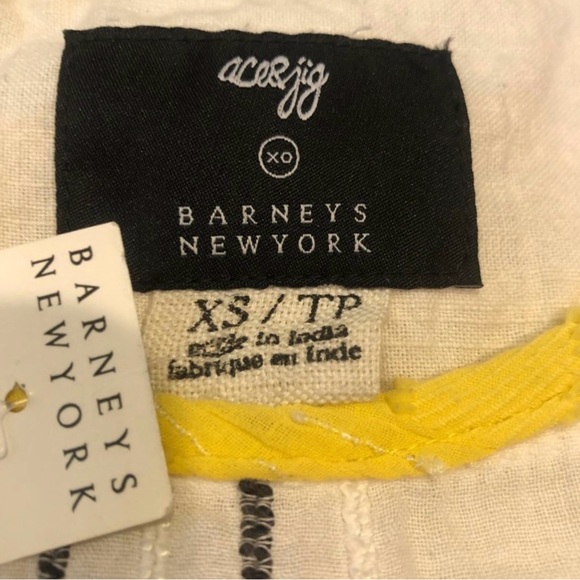 ace&jig
XO
BARNEYS
NEWYORK
XS / TP
made in India
fabriqué en Inde
BARNEYS
NEWYORK